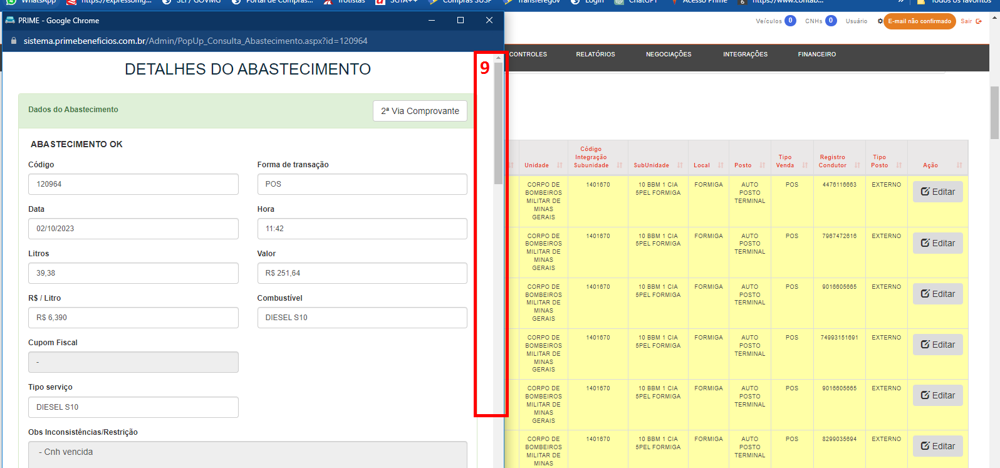 WhatsApp
https://expressomg...
SEI / GOVMG
Portal de Compras...
Trotistas
SGTA++
Compras SUSP
Transferegov
Login
ChatGPT
Acesso Prime
https://www.contab...
»
Todos os favoritos
PRIME - Google Chrome
sistema.primebeneficios.com.br/Admin/PopUp_Consulta_Abastecimento.aspx?id=120964
Veículos 0 CNHs 0 Usuário E-mail não confirmado Sair
CONTROLES RELATÓRIOS NEGOCIAÇÕES INTEGRAÇÕES FINANCEIRO
9
DETALHES DO ABASTECIMENTO
Dados do Abastecimento
2ª Via Comprovante
ABASTECIMENTO OK
Código
120964
Forma de transação
POS
Data
02/10/2023
Hora
11:42
Litros
39,38
Valor
R$ 251,64
R$ / Litro
R$ 6,390
Combustível
DIESEL S10
Cupom Fiscal
-
Tipo serviço
DIESEL S10
Obs Inconsistências/Restrição
- Cnh vencida
Unidade
Código
Integração
Subunidade
SubUnidade
Local
Posto
Tipo
Venda
Registro
Condutor
Tipo
Posto
Ação
CORPO DE
BOMBEIROS
MILITAR DE
MINAS
GERAIS
1401670
10 BBM 1 CIA
5PEL FORMIGA
FORMIGA
AUTO
POSTO
TERMINAL
POS
4476116663
EXTERNO
Editar
CORPO DE
BOMBEIROS
MILITAR DE
MINAS
GERAIS
1401670
10 BBM 1 CIA
5PEL FORMIGA
FORMIGA
AUTO
POSTO
TERMINAL
POS
7967472616
EXTERNO
Editar
CORPO DE
BOMBEIROS
MILITAR DE
MINAS
GERAIS
1401670
10 BBM 1 CIA
5PEL FORMIGA
FORMIGA
AUTO
POSTO
TERMINAL
POS
9016605665
EXTERNO
Editar
CORPO DE
BOMBEIROS
MILITAR DE
MINAS
GERAIS
1401670
10 BBM 1 CIA
5PEL FORMIGA
FORMIGA
AUTO
POSTO
TERMINAL
POS
74993151691
EXTERNO
Editar
CORPO DE
BOMBEIROS
MILITAR DE
MINAS
GERAIS
1401670
10 BBM 1 CIA
5PEL FORMIGA
FORMIGA
AUTO
POSTO
TERMINAL
POS
9016605665
EXTERNO
Editar
CORPO DE
BOMBEIROS
MILITAR DE
MINAS
1401670
10 BBM 1 CIA
5PEL FORMIGA
FORMIGA
AUTO
POSTO
TERMINAL
POS
8299035694
EXTERNO
Editar